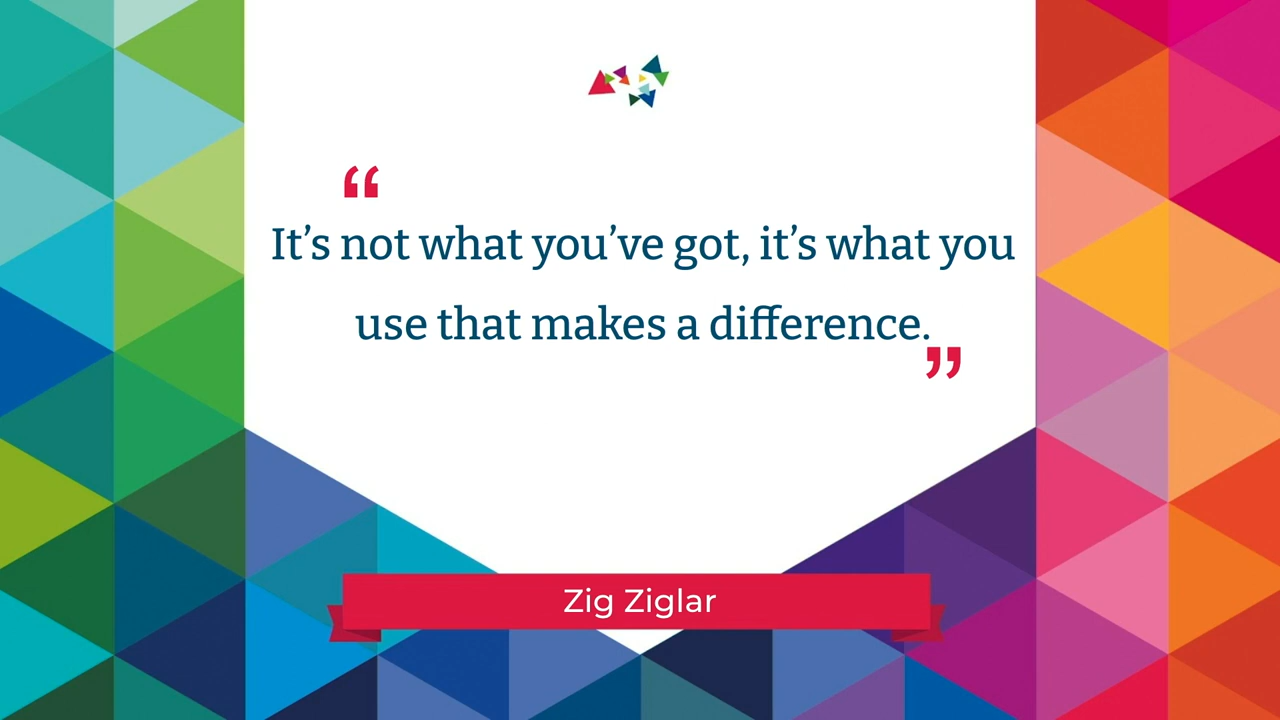 “
It’s not what you’ve got, it’s what you
use that makes a difference.
”
Zig Ziglar